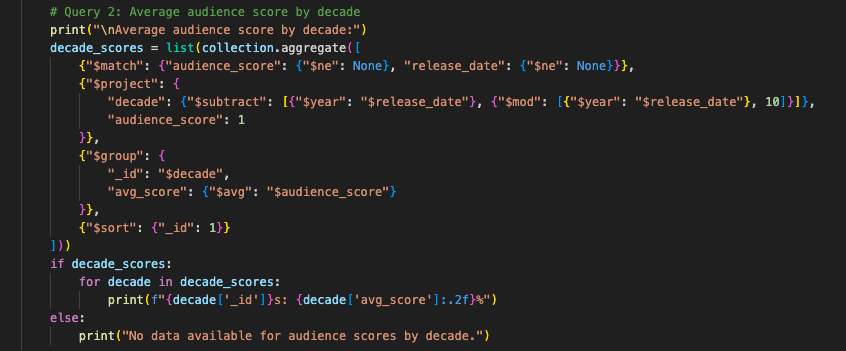 # Query 2: Average audience score by decade
print("\nAverage audience score by decade:")
decade_scores = list(collection.aggregate([
    {"$match": {"audience_score": {"$ne": None}, "release_date": {"$ne": None}}},
    {"$project": {
        "decade": {"$subtract": [{"$year": "$release_date"}, {"$mod": [{"$year": "$release_date"}, 10]}]},
        "audience_score": 1
    }},
    {"$group": {
        "_id": "$decade",
        "avg_score": {"$avg": "$audience_score"}
    }},
    {"$sort": {"_id": 1}}
]))
if decade_scores:
    for decade in decade_scores:
        print(f"{decade['_id']}s: {decade['avg_score']:.2f}%")
else:
    print("No data available for audience scores by decade.")